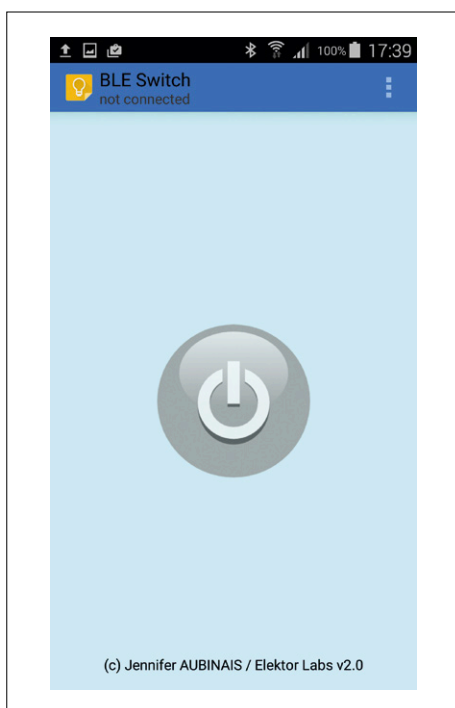 100% 17:39
BLE Switch
not connected
(c) Jennifer AUBINAIS / Elektor Labs v2.0